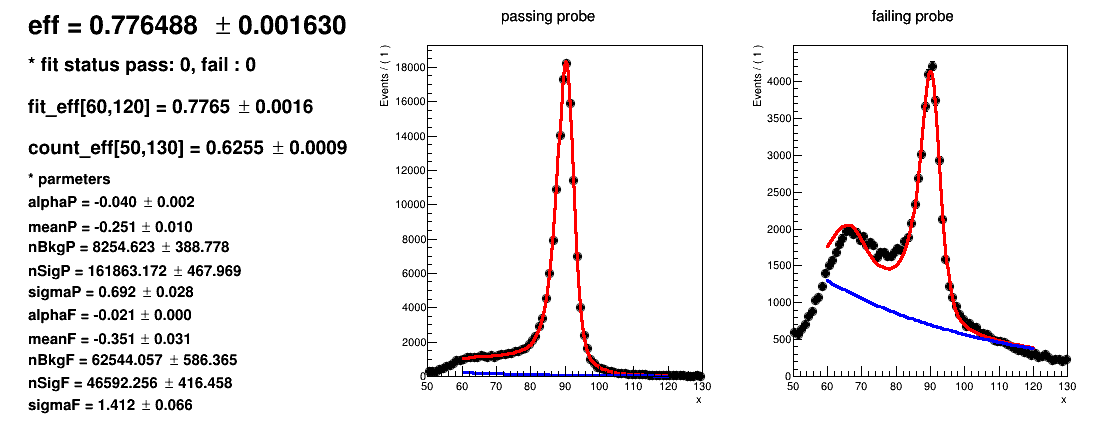 eff = 0.776488 ± 0.001630
* fit status pass: 0, fail : 0
fit_eff[60,120] = 0.7765 ± 0.0016
count_eff[50,130] = 0.6255 ± 0.0009
* parmeters
alphaP = -0.040 ± 0.002
meanP = -0.251 ± 0.010
nBkgP = 8254.623 ± 388.778
nSigP = 161863.172 ± 467.969
sigmaP = 0.692 ± 0.028
alphaF = -0.021 ± 0.000
meanF = -0.351 ± 0.031
nBkgF = 62544.057 ± 586.365
nSigF = 46592.256 ± 416.458
sigmaF = 1.412 ± 0.066
passing probe
Events / ( 1 )
18000
16000
14000
12000
10000
8000
6000
4000
2000
0
50 60 70 80 90 100 110 120 130
x
failing probe
Events / ( 1 )
4000
3500
3000
2500
2000
1500
1000
500
0
50 60 70 80 90 100 110 120 130
x